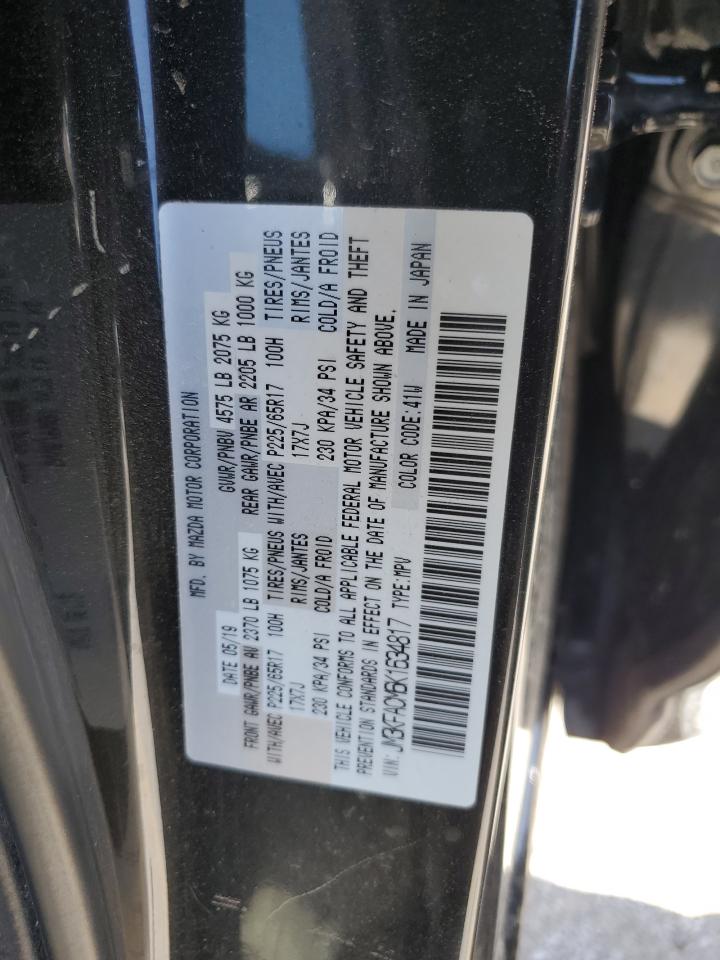 MFD. BY MAZDA MOTOR CORPORATION
DATE 05/19 GVWR/PNBV 4575 LB 2075 KG
FRONT GAWR/PNBE AV 2370 LB 1075 KG REAR GAWR/PNBE AR 2205 LB 1000 KG
WITH/AVEC P225/65R17 100H TIRES/PNEUS WITH/AVEC P225/65R17 100H TIRES/PNEUS
17X7J RIMS/JANTES 17X7J RIMS/JANTES
230 KPA/34 PSI COLD/A FROID 230 KPA/34 PSI COLD/A FROID
THIS VEHICLE CONFORMS TO ALL APPLICABLE FEDERAL MOTOR VEHICLE SAFETY AND THEFT
PREVENTION STANDARDS IN EFFECT ON THE DATE OF MANUFACTURE SHOWN ABOVE.
VIN: JM3KFACM6K1634817 TYPE:MPV COLOR CODE:41W MADE IN JAPAN